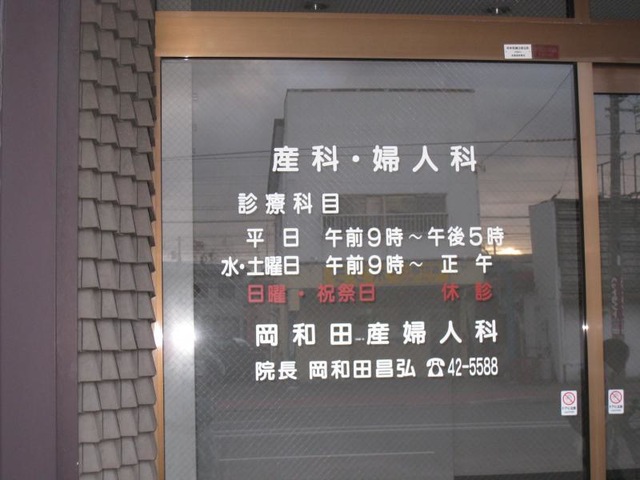 産科・婦人科
診療科目
平日 午前9時～午後5時
水・土曜日 午前9時～正午
日曜・祝祭日 休診
岡和田産婦人科
院長 岡和田昌弘 ☎42-5588